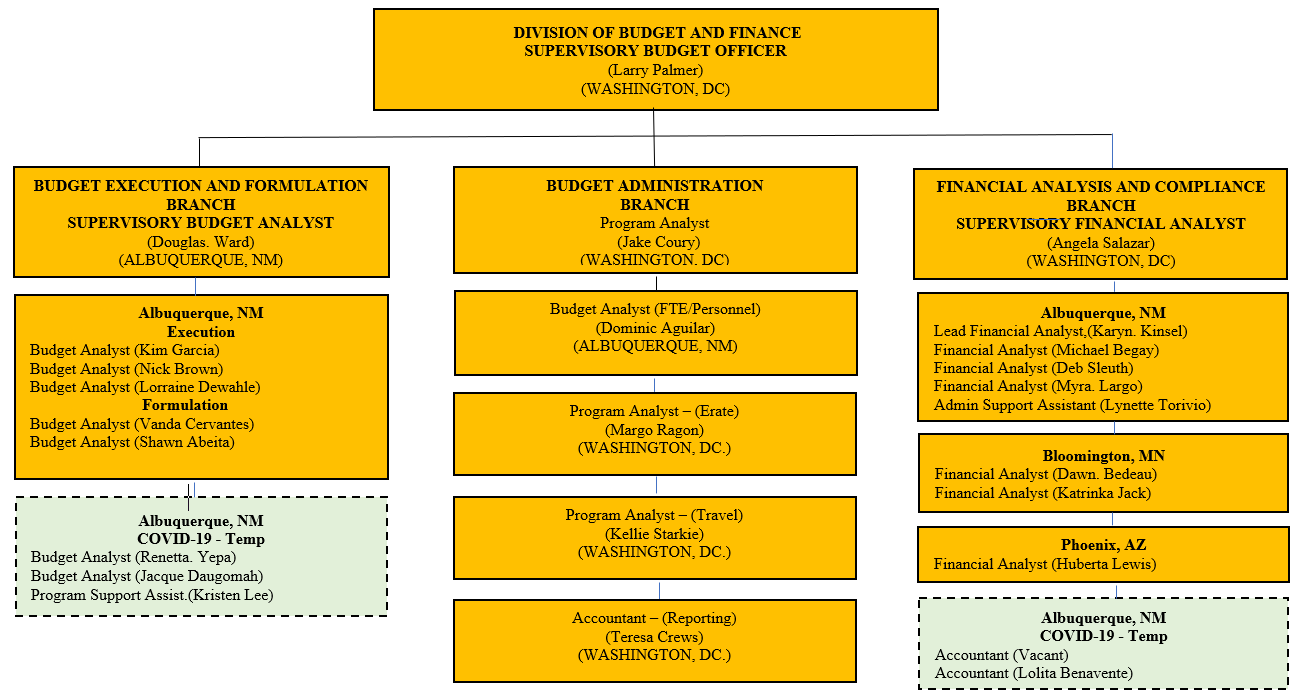 DIVISION OF BUDGET AND FINANCE
SUPERVISORY BUDGET OFFICER
(Larry Palmer)
(WASHINGTON, DC)
BUDGET EXECUTION AND FORMULATION
BRANCH
SUPERVISORY BUDGET ANALYST
(Douglas. Ward)
(ALBUQUERQUE, NM)
Albuquerque, NM
Execution
Budget Analyst (Kim Garcia)
Budget Analyst (Nick Brown)
Budget Analyst (Lorraine Dewahle)
Formulation
Budget Analyst (Vanda Cervantes)
Budget Analyst (Shawn Abeita)
Albuquerque, NM
COVID-19 - Temp
Budget Analyst (Renetta. Yepa)
Budget Analyst (Jacque Daugomah)
Program Support Assist.(Kristen Lee)
BUDGET ADMINISTRATION
BRANCH
Program Analyst
(Jake Coury)
(WASHINGTON, DC)
Budget Analyst (FTE/Personnel)
(Dominic Aguilar)
(ALBUQUERQUE, NM)
Program Analyst – (Erate)
(Margo Ragon)
(WASHINGTON, DC.)
Program Analyst – (Travel)
(Kellie Starkie)
(WASHINGTON, DC.)
Accountant – (Reporting)
(Teresa Crews)
(WASHINGTON, DC.)
FINANCIAL ANALYSIS AND COMPLIANCE
BRANCH
SUPERVISORY FINANCIAL ANALYST
(Angela Salazar)
(WASHINGTON, DC)
Albuquerque, NM
Lead Financial Analyst,(Karyn. Kinsel)
Financial Analyst (Michael Begay)
Financial Analyst (Deb Sleuth)
Financial Analyst (Myra. Largo)
Admin Support Assistant (Lynette Torivio)
Bloomington, MN
Financial Analyst (Dawn. Bedeau)
Financial Analyst (Katrinka Jack)
Phoenix, AZ
Financial Analyst (Huberta Lewis)
Albuquerque, NM
COVID-19 - Temp
Accountant (Vacant)
Accountant (Lolita Benavente)